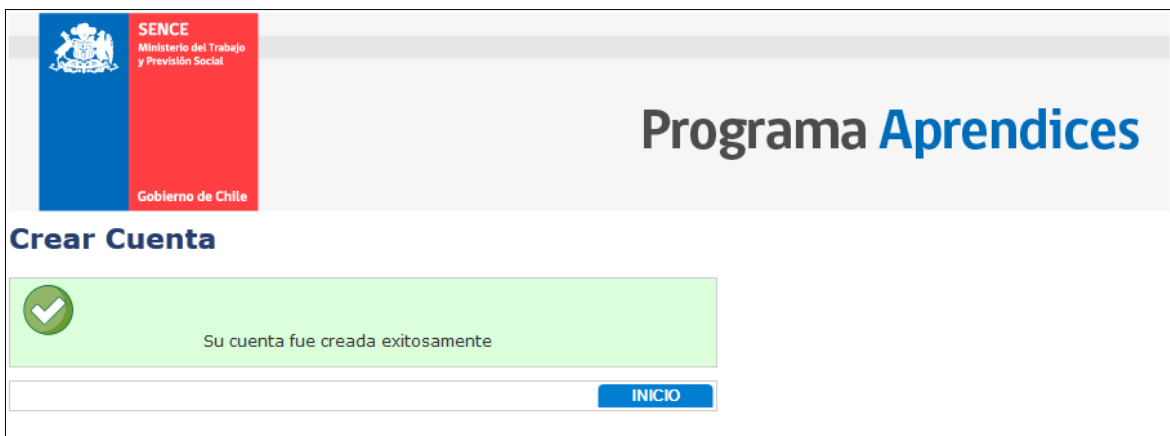 SENCE
Ministerio del Trabajo
y Previsión Social
Gobierno de Chile
Programa Aprendices
Crear Cuenta
Su cuenta fue creada exitosamente
INICIO